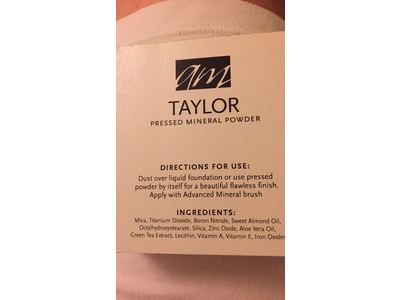 am
TAYLOR
PRESSED MINERAL POWDER
DIRECTIONS FOR USE:
Dust over liquid foundation or use pressed
powder by itself for a beautiful flawless finish.
Apply with Advanced Mineral brush
INGREDIENTS:
Mica, Titanium Dioxide, Boron Nitride, Sweet Almond Oil,
Octylhydroxystearate, Silica, Zinc Oxide, Aloe Vera Oil,
Green Tea Extract, Lecithin, Vitamin A, Vitamin E, Iron Oxides